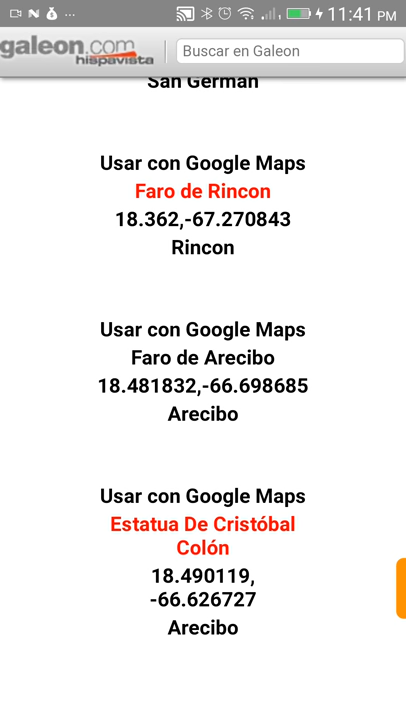 11:41 PM
galeon.com
hispavista
Buscar en Galeon
San German
Usar con Google Maps
Faro de Rincon
18.362,-67.270843
Rincon
Usar con Google Maps
Faro de Arecibo
18.481832,-66.698685
Arecibo
Usar con Google Maps
Estatua De Cristóbal
Colón
18.490119,
-66.626727
Arecibo